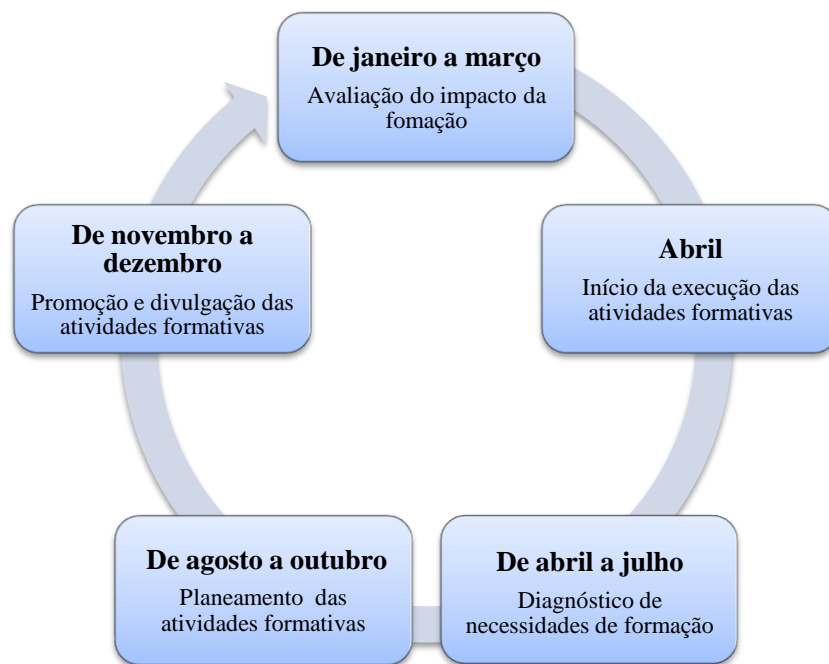 De janeiro a março
Avaliação do impacto da
fomação
Abril
Início da execução das
atividades formativas
De abril a julho
Diagnóstico de
necessidades de formação
De agosto a outubro
Planeamento das
atividades formativas
De novembro a
dezembro
Promoção e divulgação das
atividades formativas